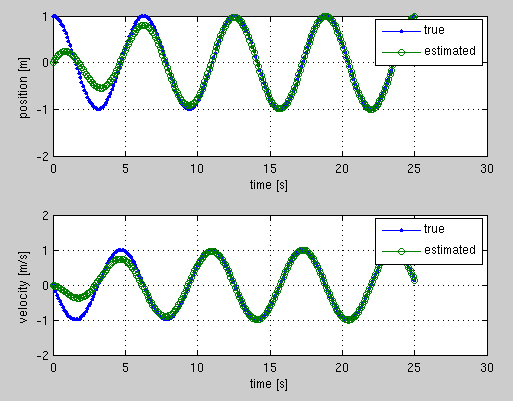 1
true
estimated
0
-1
-2
position [m]
0 5 10 15 20 25 30
time [s]
2
true
1
estimated
0
-1
-2
velocity [m/s]
0 5 10 15 20 25 30
time [s]